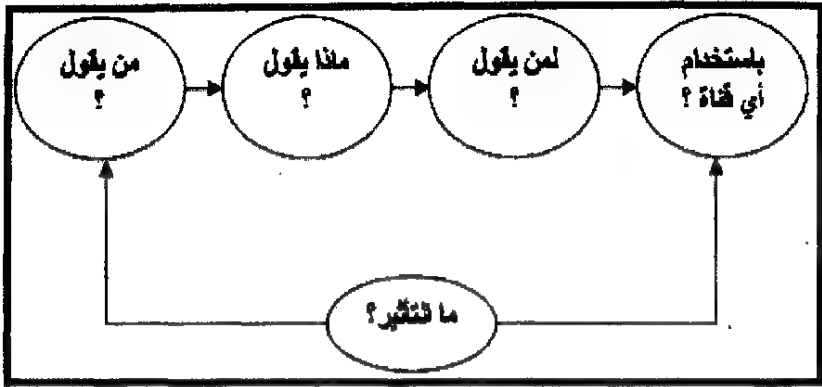 من يقول
؟
ماذا يقول
؟
لمن يقول
؟
باستخدام
أي قناة ؟
ما التأثير؟